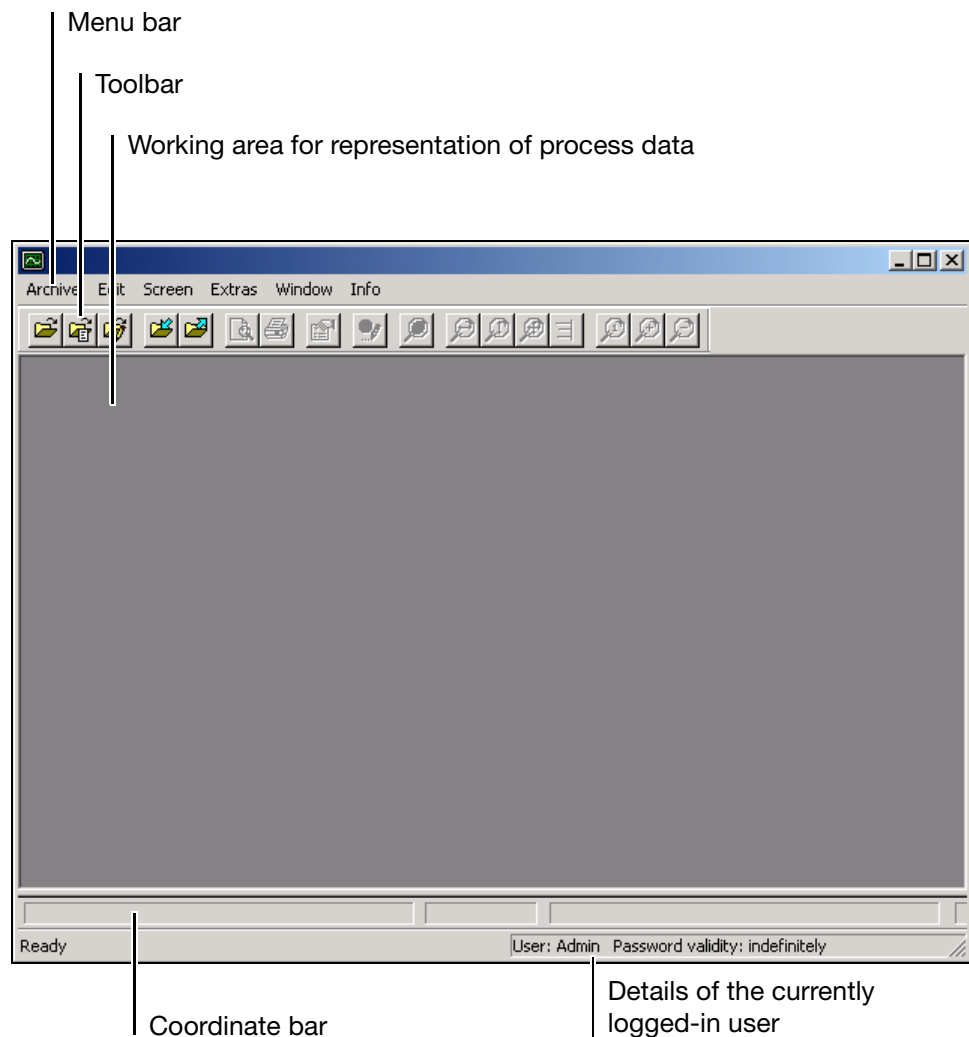 Menu bar
Toolbar
Working area for representation of process data
Archive Edit Screen Extras Window Info
Ready
User: Admin Password validity: indefinitely
Coordinate bar
Details of the currently
logged-in user